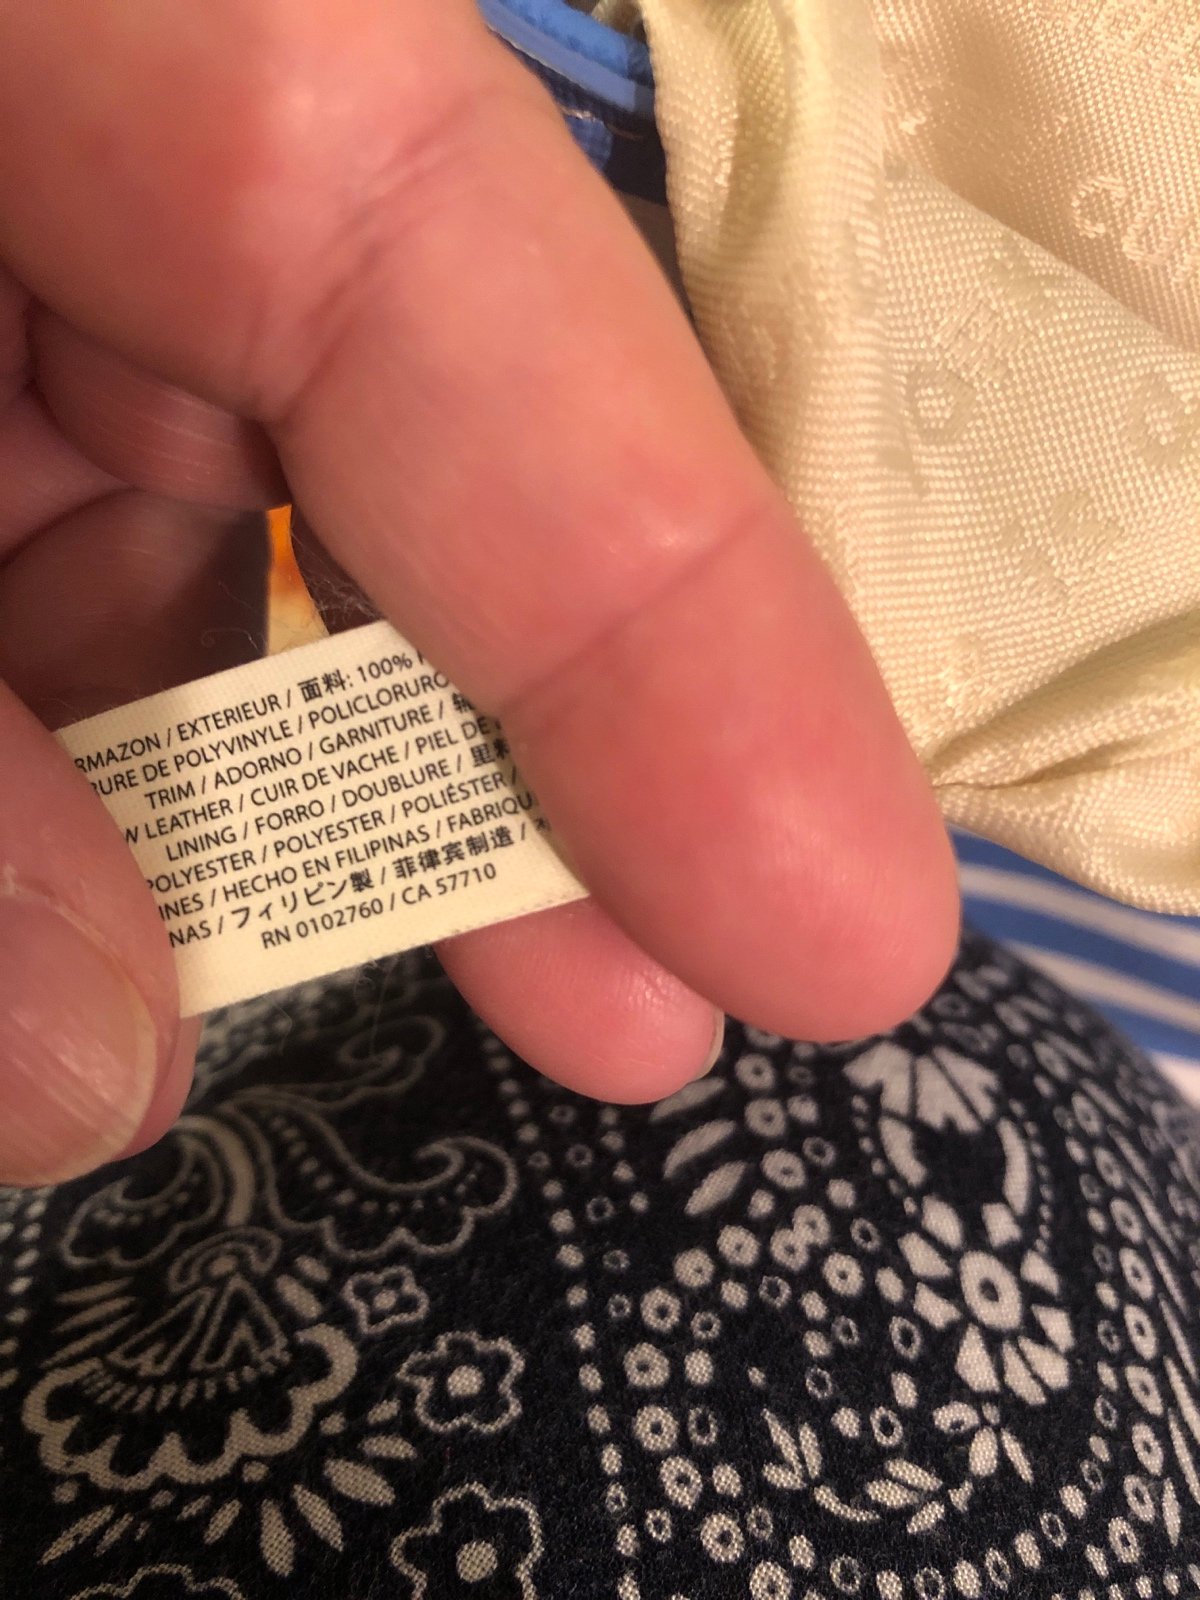 RMAZON / EXTERIEUR / 面料: 100%
RURE DE POLYVINYLE / POLICLORURO
TRIM / ADORNO / GARNITURE /
W LEATHER / CUIR DE VACHE / PIEL DE
LINING / FORRO / DOUBLURE / 里料
POLYESTER / POLYESTER / POLIÉSTER /
INES / HECHO EN FILIPINAS / FABRIQU
NAS / フィリピン製 / 菲律宾制造 /
RN 0102760 / CA 57710